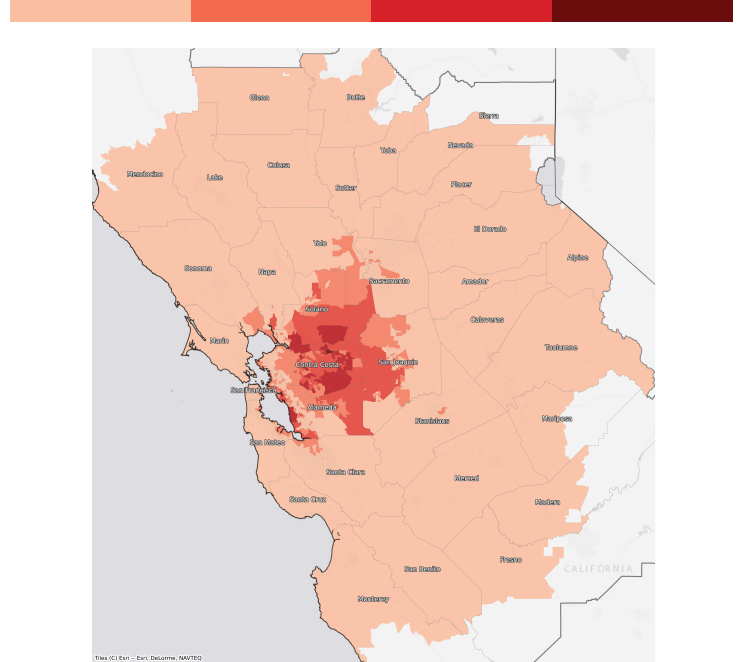 Glenn
Butte
Sierra
Yuba
Nevada
Colusa
Mendocino
Lake
Sutter
Placer
El Dorado
Yolo
Alpine
Sonoma
Napa
Sacramento
Amador
Solano
Calaveras
Marin
Tuolumne
Contra Costa
San Joaquin
San Francisco
Alameda
Mariposa
Stanislaus
San Mateo
Santa Clara
Merced
Santa Cruz
Madera
Fresno
San Benito
CALIFORNIA
Monterey
Tiles (C) Esri -- Esri, DeLorme, NAVTEQ